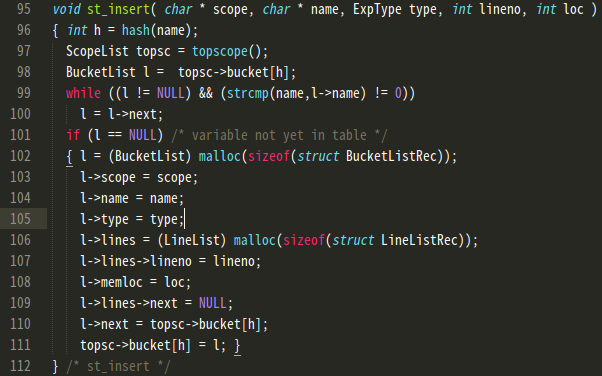 95 void st_insert( char * scope, char * name, ExpType type, int lineno, int loc )
96 { int h = hash(name);
97 ScopeList topsc = topscope();
98 BucketList l =  topsc->bucket[h];
99 while ((l != NULL) && (strcmp(name,l->name) != 0))
100 l = l->next;
101 if (l == NULL) /* variable not yet in table */
102 { l = (BucketList) malloc(sizeof(struct BucketListRec));
103 l->scope = scope;
104 l->name = name;
105 l->type = type;
106 l->lines = (LineList) malloc(sizeof(struct LineListRec));
107 l->lines->lineno = lineno;
108 l->memloc = loc;
109 l->lines->next = NULL;
110 l->next = topsc->bucket[h];
111 topsc->bucket[h] = l; }
112 } /* st_insert */